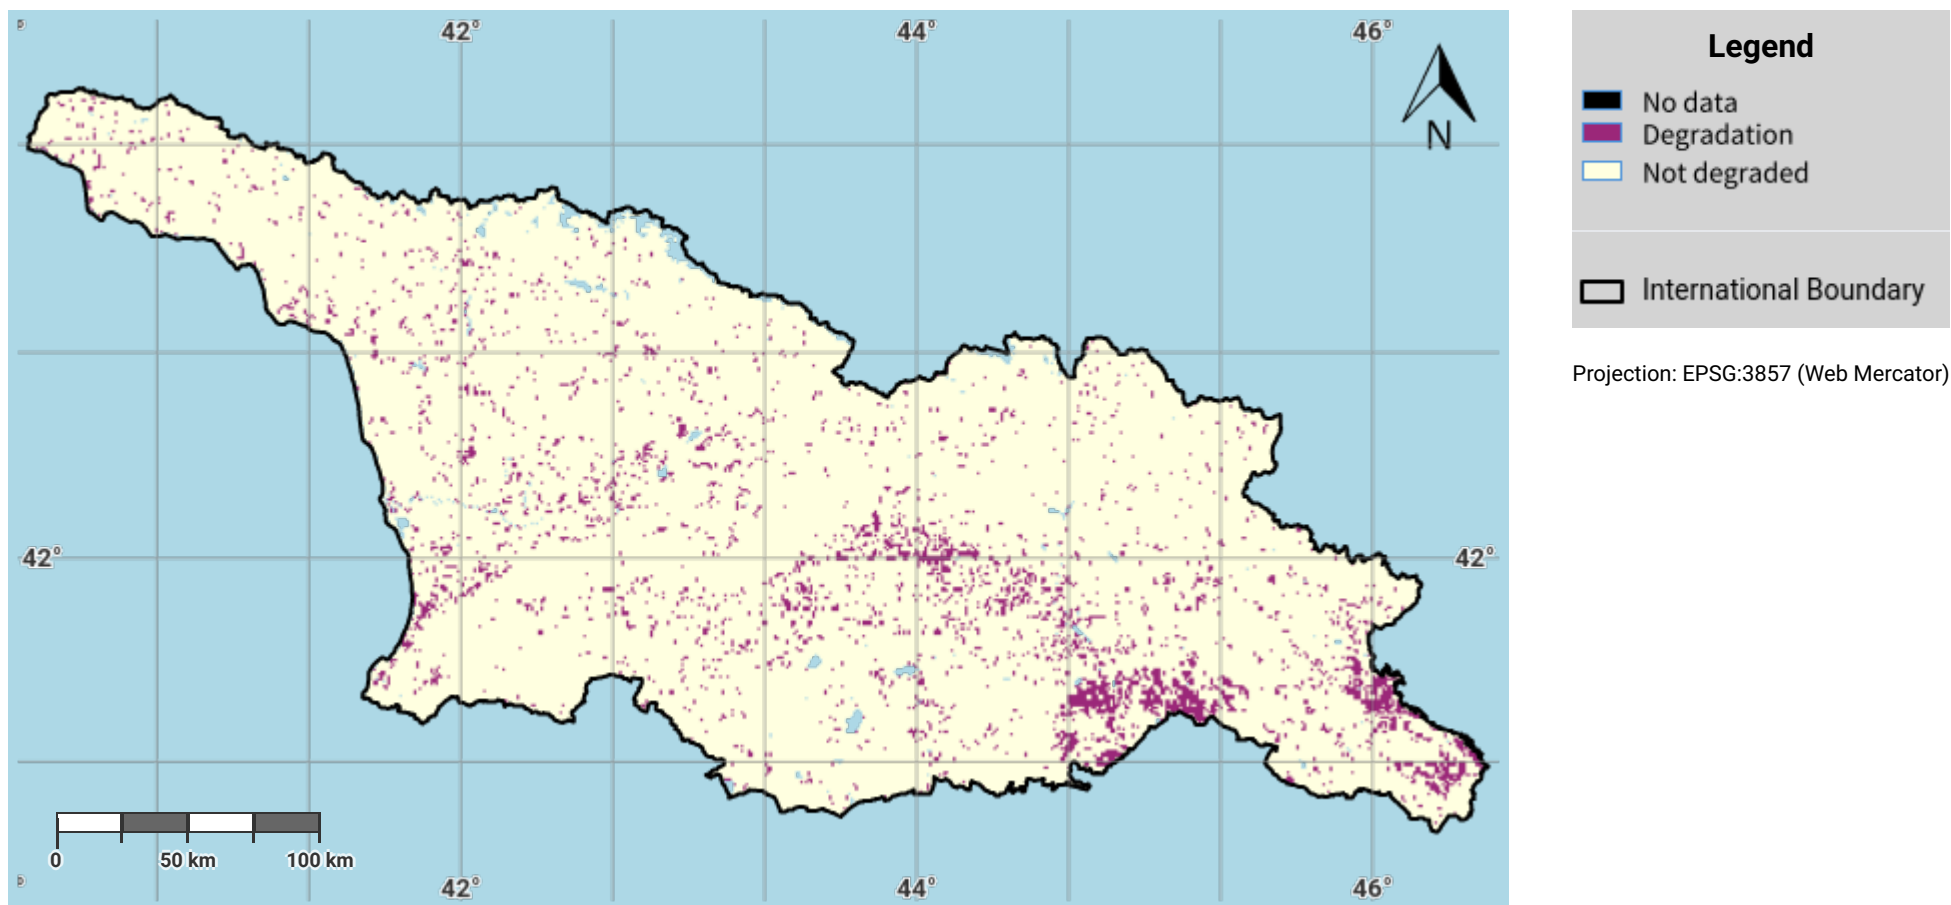 42°
44°
46°
N
42°
42°
0
50 km
100 km
42°
44°
46°
Legend
No data
Degradation
Not degraded
International Boundary
Projection: EPSG:3857 (Web Mercator)